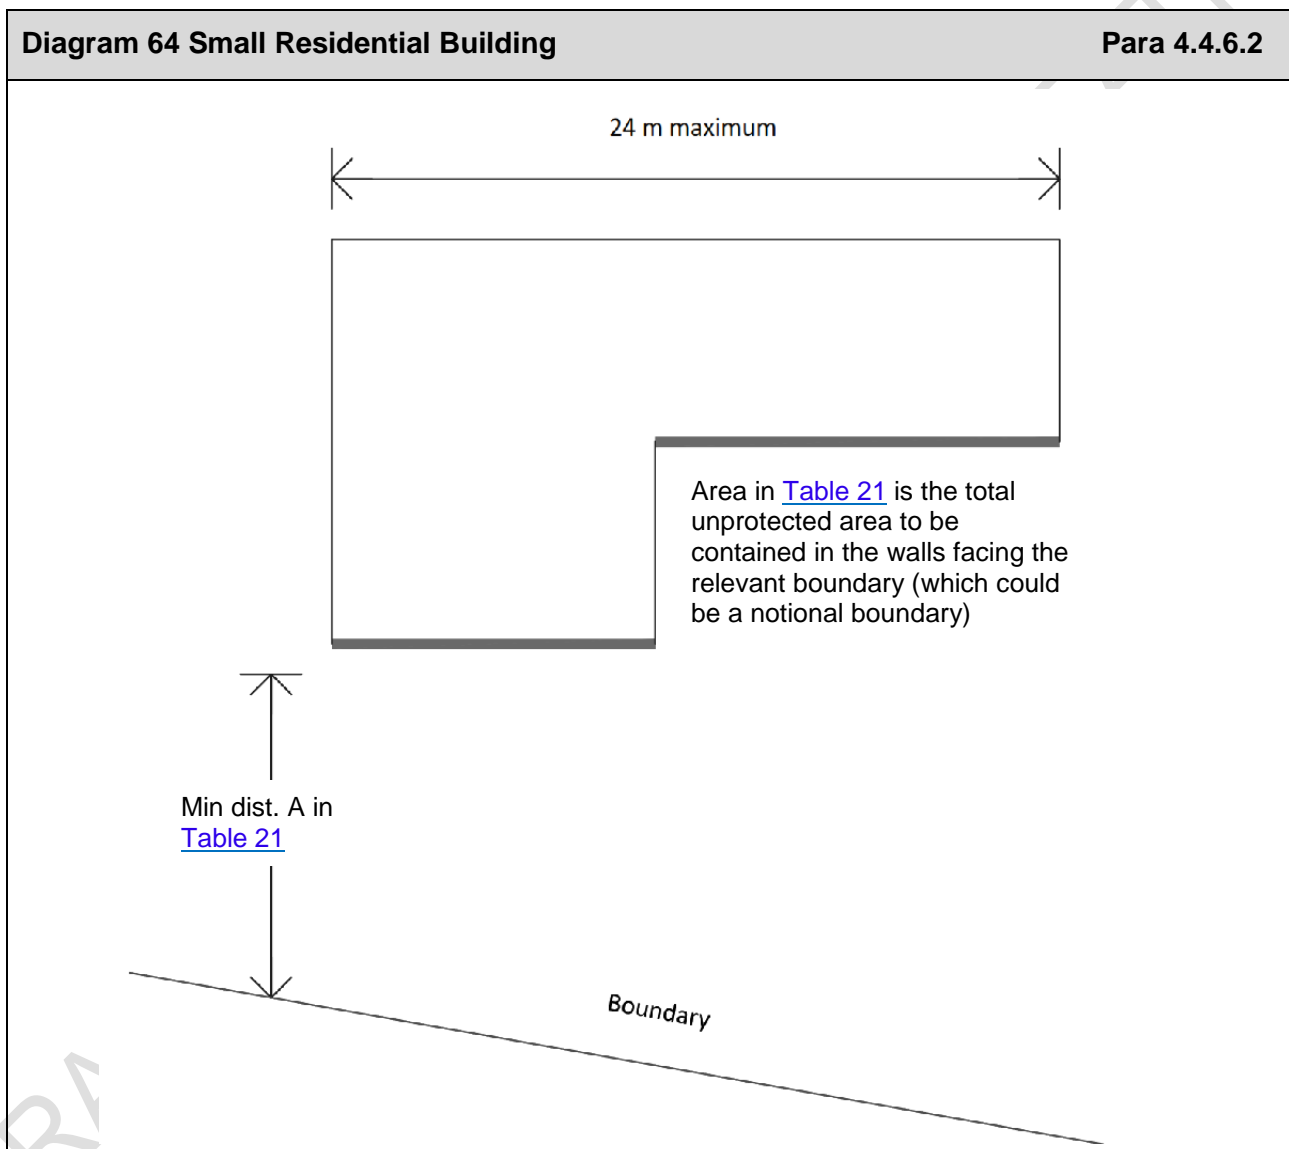 Diagram 64 Small Residential Building Para 4.4.6.2
24 m maximum
Area in Table 21 is the total
unprotected area to be
contained in the walls facing the
relevant boundary (which could
be a notional boundary)
Min dist. A in
Table 21
Boundary